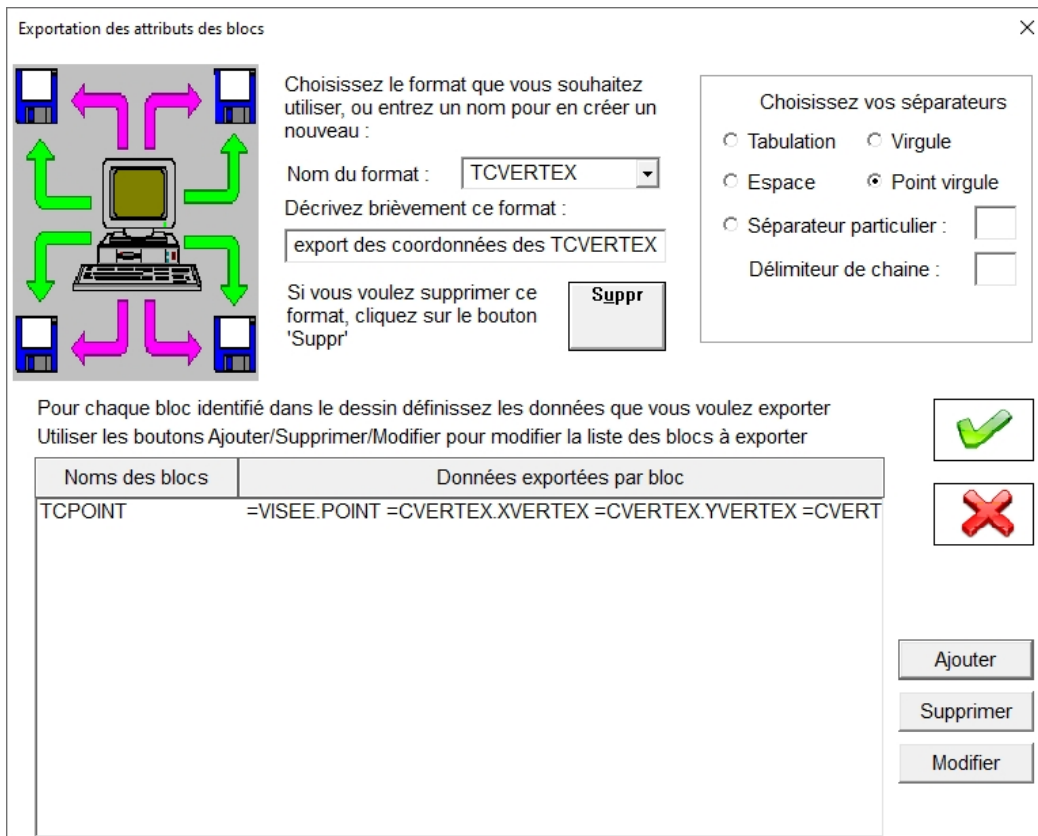 Exportation des attributs des blocs
Choisissez le format que vous souhaitez
utiliser, ou entrez un nom pour en créer un
nouveau :
Nom du format :
TCVERTEX
Décrivez brièvement ce format :
export des coordonnées des TCVERTEX
Si vous voulez supprimer ce
format, cliquez sur le bouton
'Suppr'
Suppr
Choisissez vos séparateurs
Tabulation
Virgule
Espace
Point virgule
Séparateur particulier :
Délimiteur de chaine :
Pour chaque bloc identifié dans le dessin définissez les données que vous voulez exporter
Utiliser les boutons Ajouter/Supprimer/Modifier pour modifier la liste des blocs à exporter
Noms des blocs
Données exportées par bloc
TCPOINT
=VISEE.POINT =CVERTEX.XVERTEX =CVERTEX.YVERTEX =CVERT
Ajouter
Supprimer
Modifier